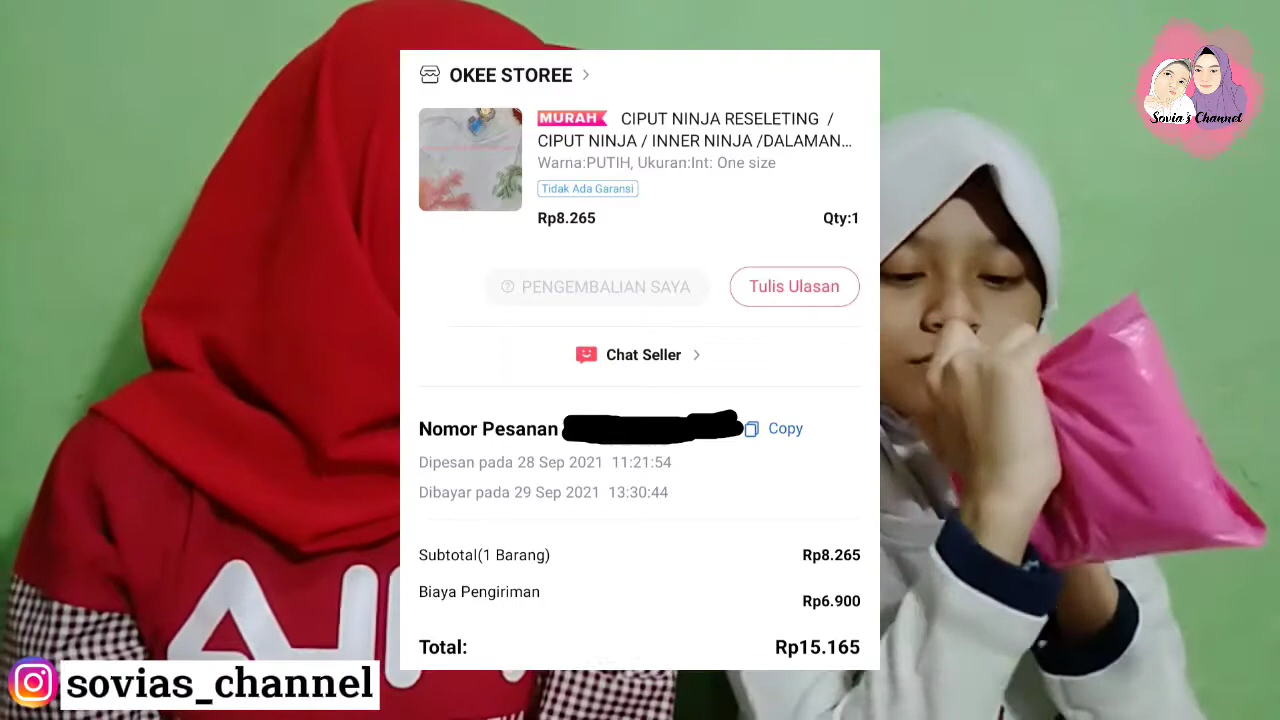 OKEE STOREE
MURAH CIPUT NINJA RESELETING /
CIPUT NINJA / INNER NINJA /DALAMAN...
Warna:PUTIH, Ukuran:Int: One size
Tidak Ada Garansi
Rp8.265 Qty:1
PENGEMBALIAN SAYA Tulis Ulasan
Chat Seller
Nomor Pesanan Copy
Dipesan pada 28 Sep 2021 11:21:54
Dibayar pada 29 Sep 2021 13:30:44
Subtotal(1 Barang) Rp8.265
Biaya Pengiriman Rp6.900
Total: Rp15.165
Sovia's Channel
sovias_channel